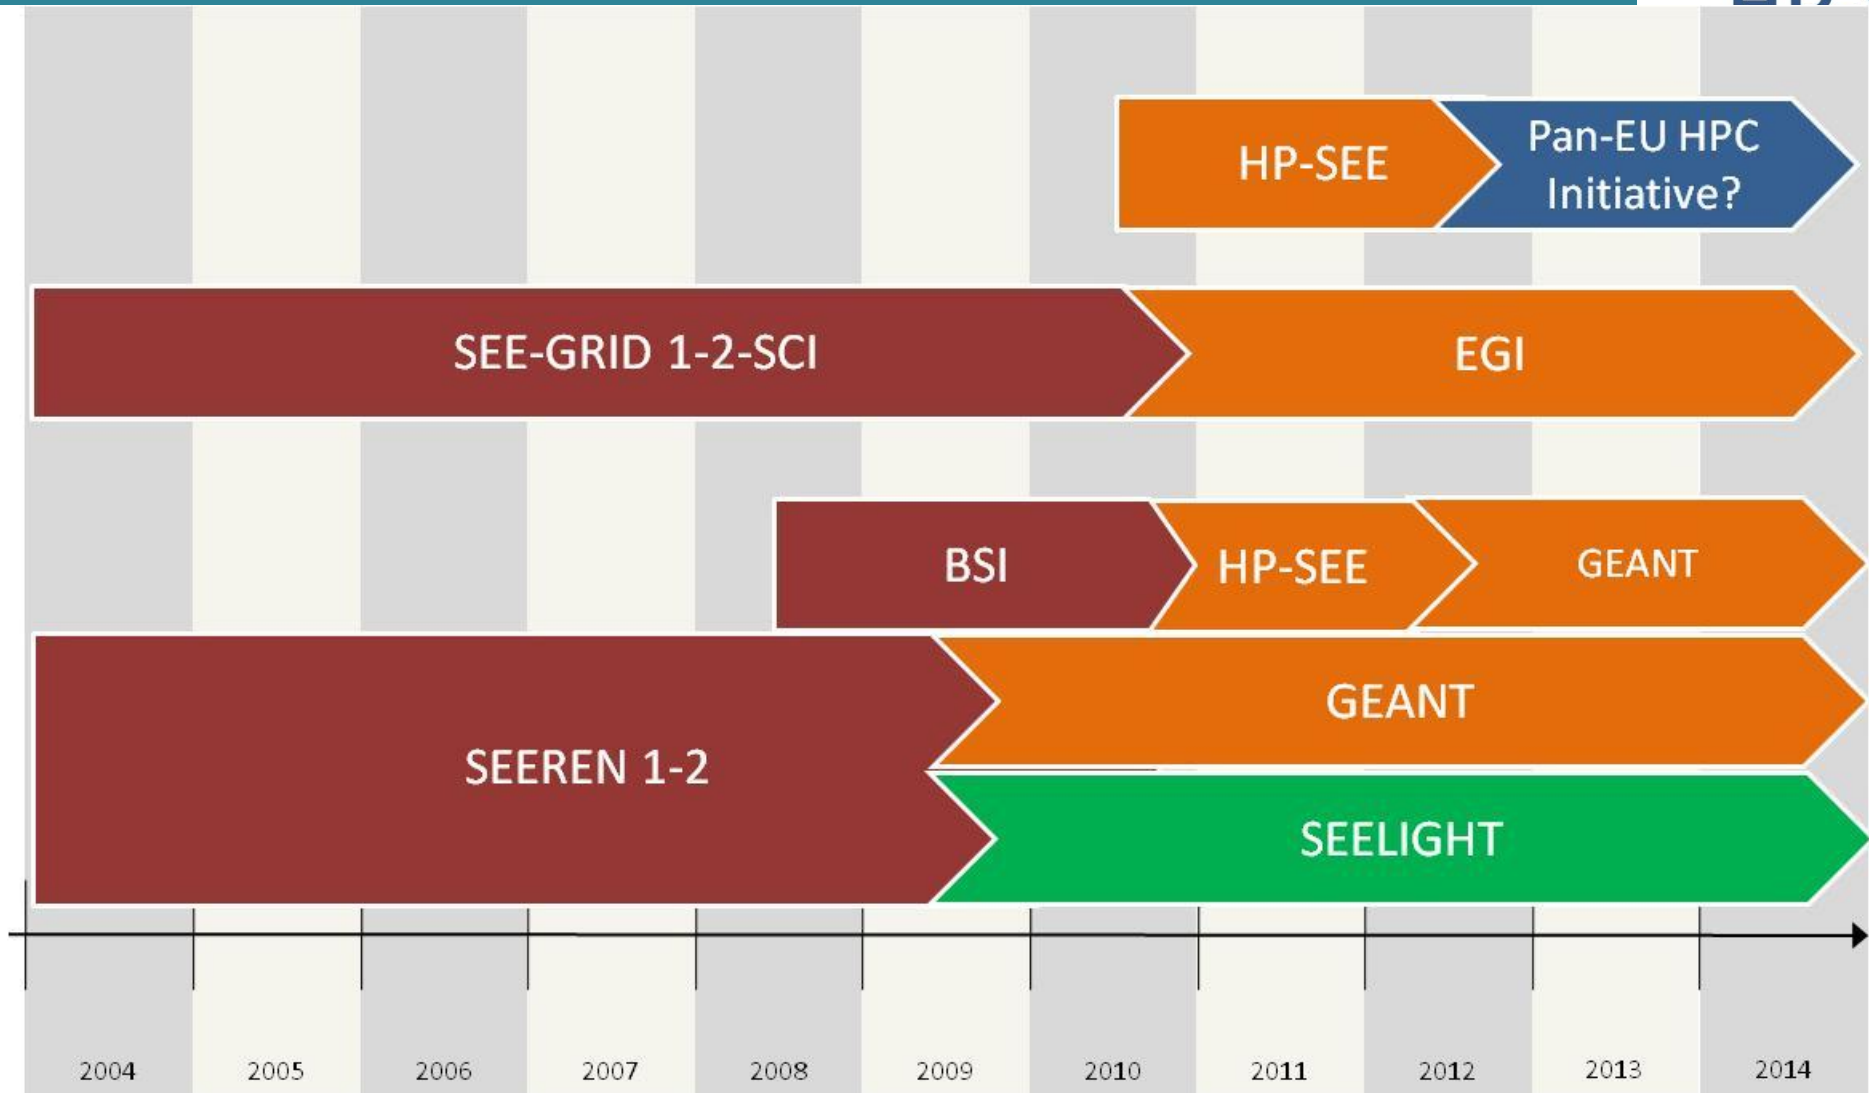 HP-SEE
Pan-EU HPC
Initiative?
SEE-GRID 1-2-SCI
EGI
BSI
HP-SEE
GEANT
GEANT
SEEREN 1-2
SEELIGHT
2004
2005
2006
2007
2008
2009
2010
2011
2012
2013
2014